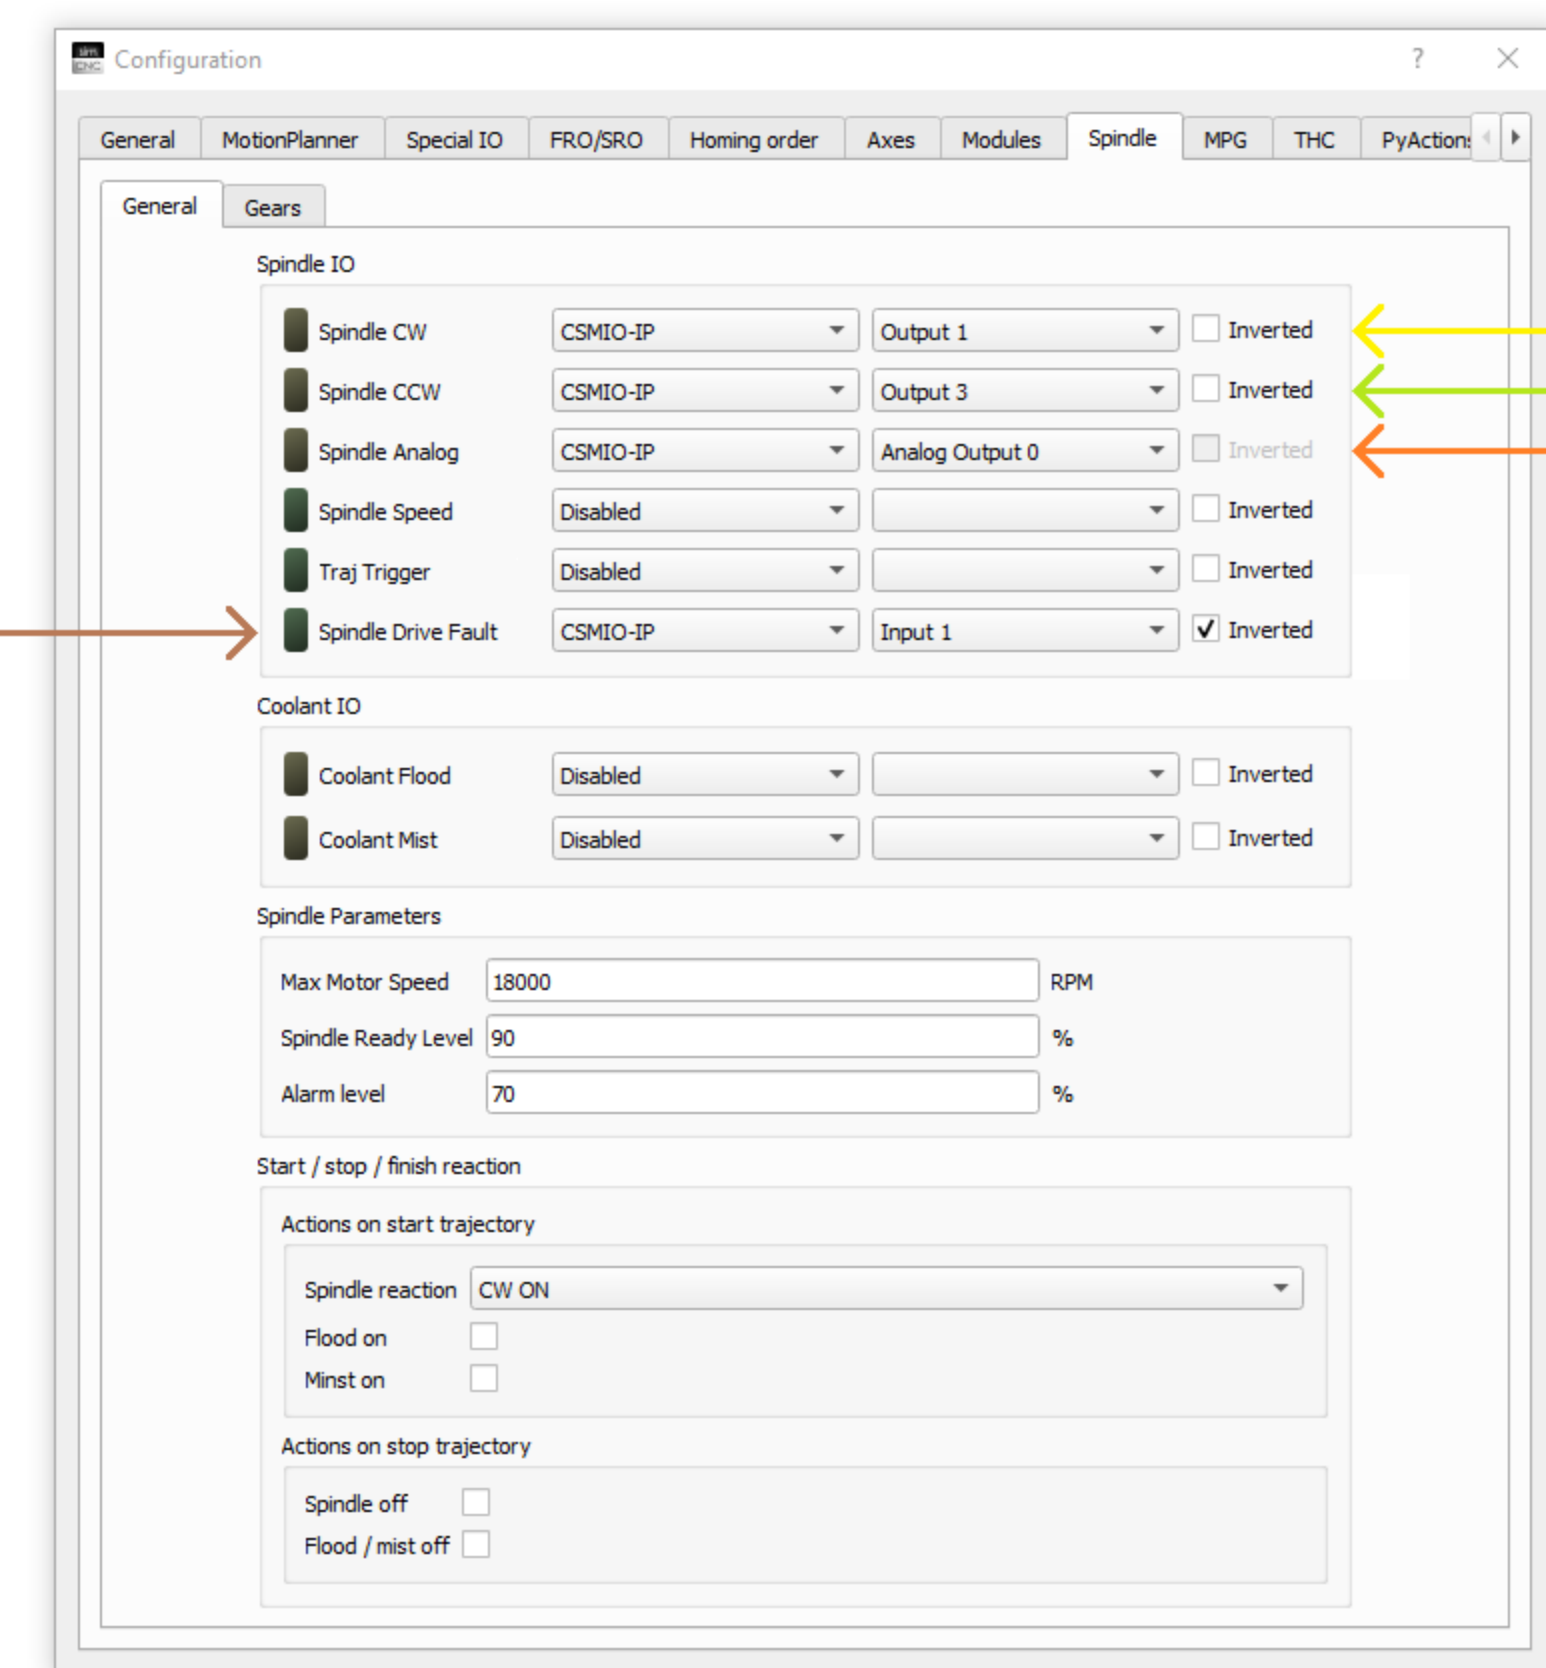 sim CNC Configuration ?
General MotionPlanner Special IO FRO/SRO Homing order Axes Modules Spindle MPG THC PyActions
General Gears
Spindle IO
Spindle CW CSMIO-IP Output 1 Inverted
Spindle CCW CSMIO-IP Output 3 Inverted
Spindle Analog CSMIO-IP Analog Output 0 Inverted
Spindle Speed Disabled Inverted
Traj Trigger Disabled Inverted
Spindle Drive Fault CSMIO-IP Input 1 Inverted
Coolant IO
Coolant Flood Disabled Inverted
Coolant Mist Disabled Inverted
Spindle Parameters
Max Motor Speed 18000 RPM
Spindle Ready Level 90 %
Alarm level 70 %
Start / stop / finish reaction
Actions on start trajectory
Spindle reaction CW ON
Flood on
Minst on
Actions on stop trajectory
Spindle off
Flood / mist off